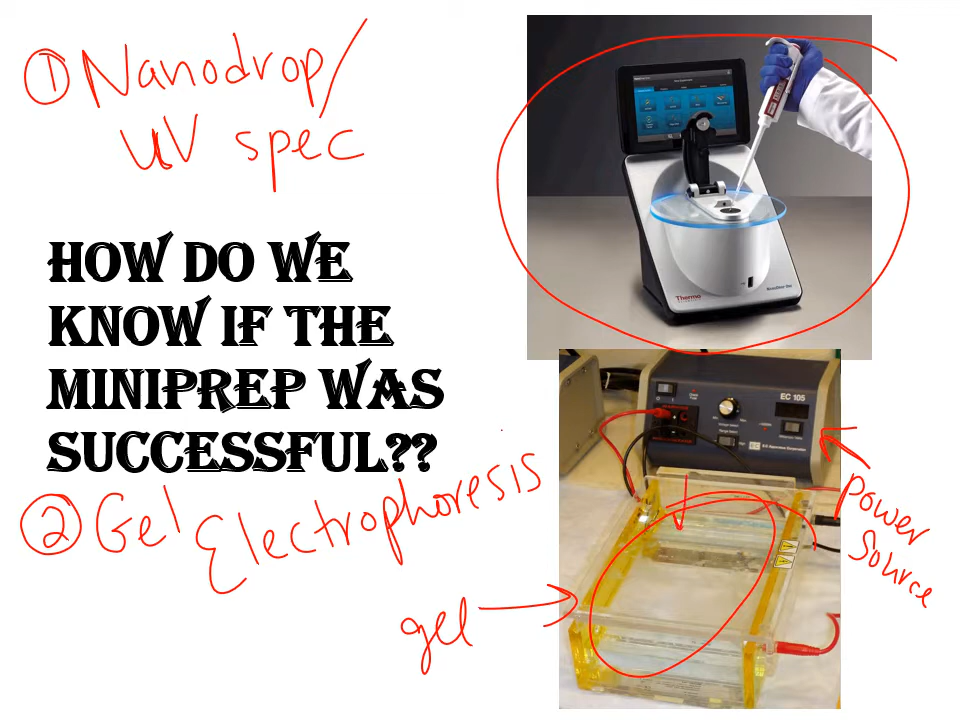 ① Nanodrop/
UV spec
HOW DO WE
KNOW IF THE
MINIPREP WAS
SUCCESSFUL??
② Gel Electrophoresis
Thermo
EC 105
power
source
gel